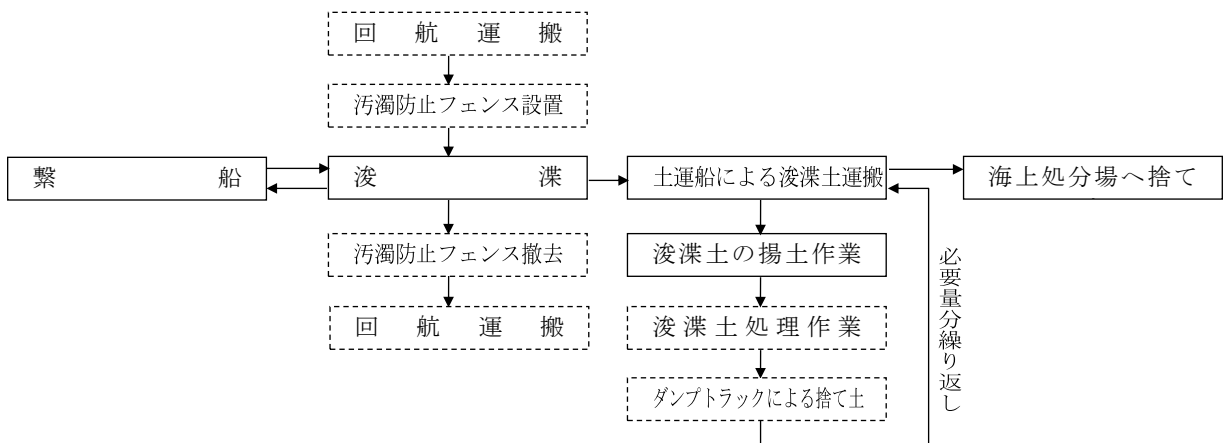 回航運搬
汚濁防止フェンス設置
繋船
浚渫
土運船による浚渫土運搬
海上処分場へ捨て
汚濁防止フェンス撤去
浚渫土の揚土作業
必要量分繰り返し
回航運搬
浚渫土処理作業
ダンプトラックによる捨て土